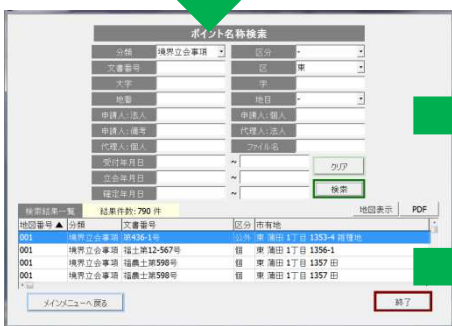 ポイント名称検索
分類 境界立会事項 区分 -
文書番号 区 東
大字 字
地番 地目 -
申請人:法人 申請人:個人
申請人:備考 代理人:法人
代理人:個人 ファイル名
受付年月日 ~ クリア
立会年月日 ~
確定年月日 ~ 検索
検索結果一覧 結果件数: 790 件 地図表示 PDF
地図番号▲ 分類 文書番号 区分 市有地
001 境界立会事項 第436-1号 公外 東 蒲田 1丁目 1353-4 雑種地
001 境界立会事項 福土第12-567号 個 東 蒲田 1丁目 1356-1
001 境界立会事項 福農土第598号 個 東 蒲田 1丁目 1357 田
001 境界立会事項 福農土第598号 個 東 蒲田 1丁目 1357 田
メインメニューへ戻る 終了